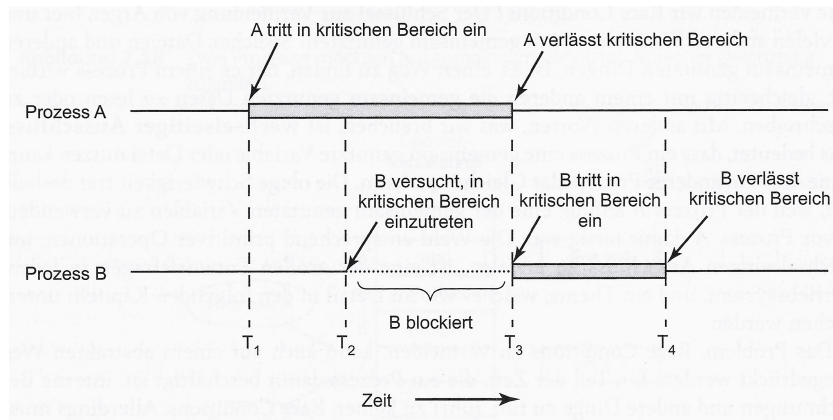 A tritt in kritischen Bereich ein
A verlässt kritischen Bereich
Prozess A
B versucht, in
kritischen Bereich
einzutreten
B tritt in
kritischen Bereich
ein
B verlässt
kritischen Bereich
Prozess B
B blockiert
T1
T2
T3
T4
Zeit